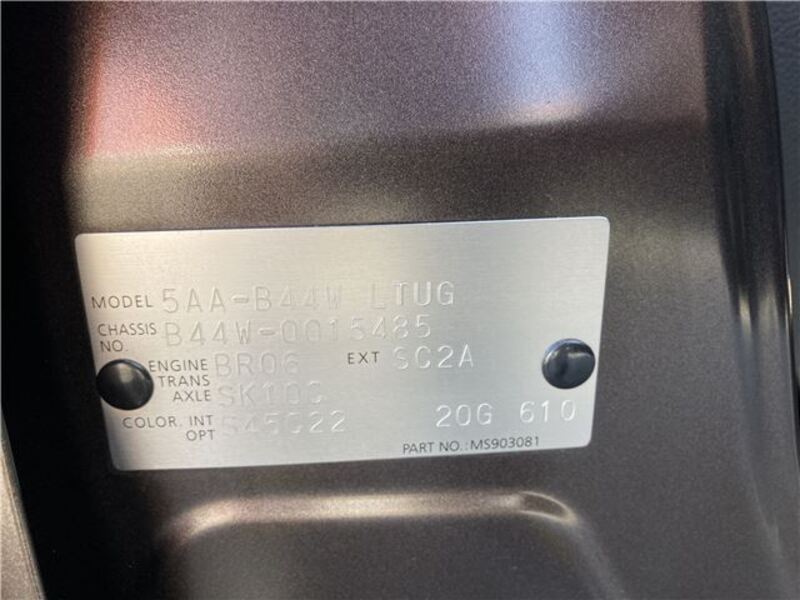 MODEL 5AA-B44W LTUG
CHASSIS NO. B44W-0015485
ENGINE BR06 EXT SC2A
TRANS AXLE SK10C
COLOR. INT OPT S45C22 20G 610
PART NO.:MS903081